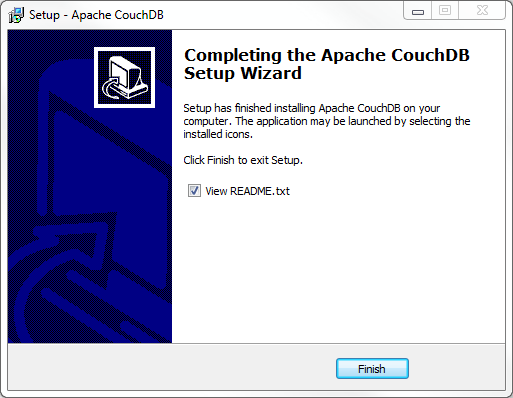 Setup - Apache CouchDB
Completing the Apache CouchDB
Setup Wizard
Setup has finished installing Apache CouchDB on your
computer. The application may be launched by selecting the
installed icons.
Click Finish to exit Setup.
View README.txt
Finish